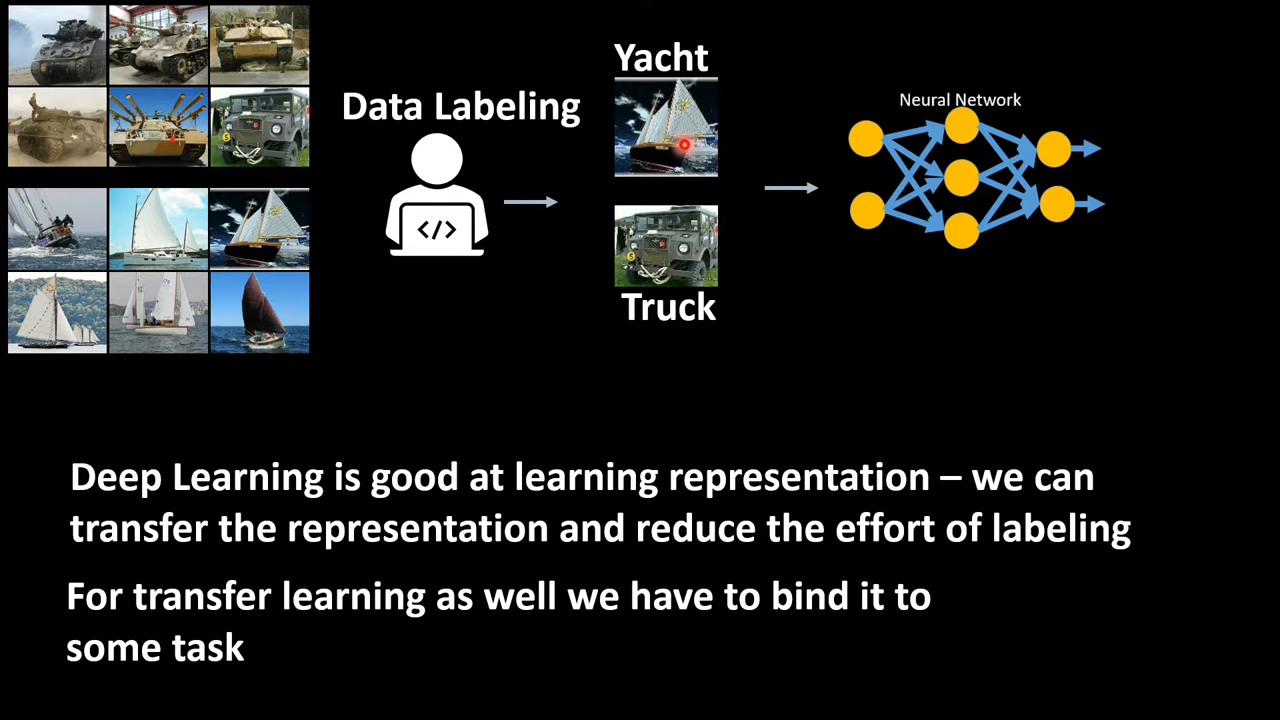 Data Labeling
</>
Yacht
Truck
Neural Network
Deep Learning is good at learning representation – we can
transfer the representation and reduce the effort of labeling
For transfer learning as well we have to bind it to
some task